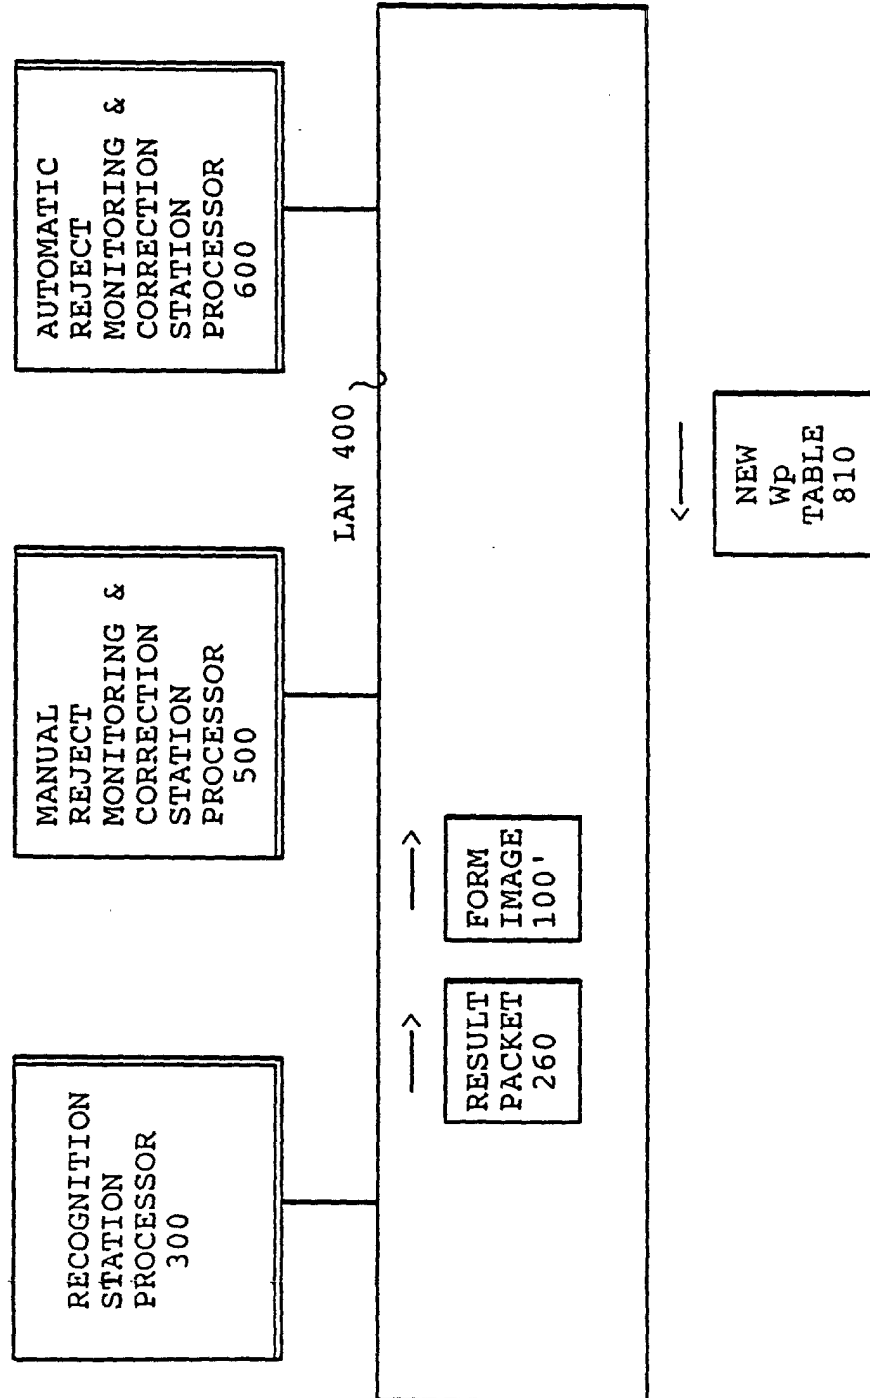 RECOGNITION
STATION
PROCESSOR
300
MANUAL
REJECT
MONITORING &
CORRECTION
STATION
PROCESSOR
500
AUTOMATIC
REJECT
MONITORING &
CORRECTION
STATION
PROCESSOR
600
LAN 400
RESULT
PACKET
260
FORM
IMAGE
100'
NEW
Wp
TABLE
810